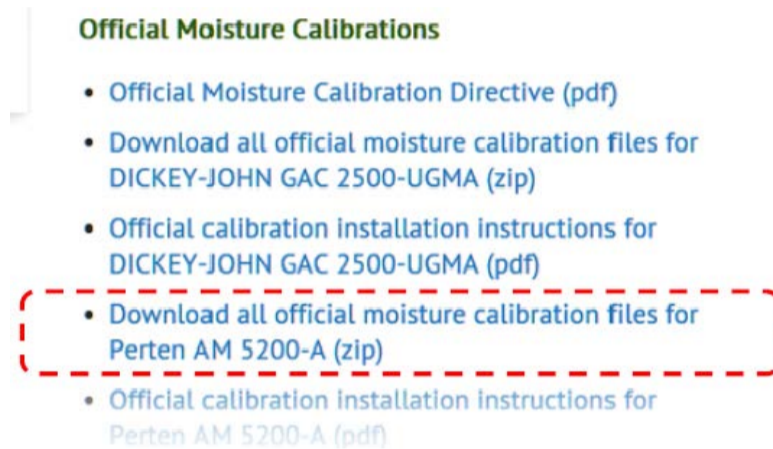 Official Moisture Calibrations
• Official Moisture Calibration Directive (pdf)
• Download all official moisture calibration files for
DICKEY-JOHN GAC 2500-UGMA (zip)
• Official calibration installation instructions for
DICKEY-JOHN GAC 2500-UGMA (pdf)
• Download all official moisture calibration files for
Perten AM 5200-A (zip)
• Official calibration installation instructions for
Perten AM 5200-A (pdf)